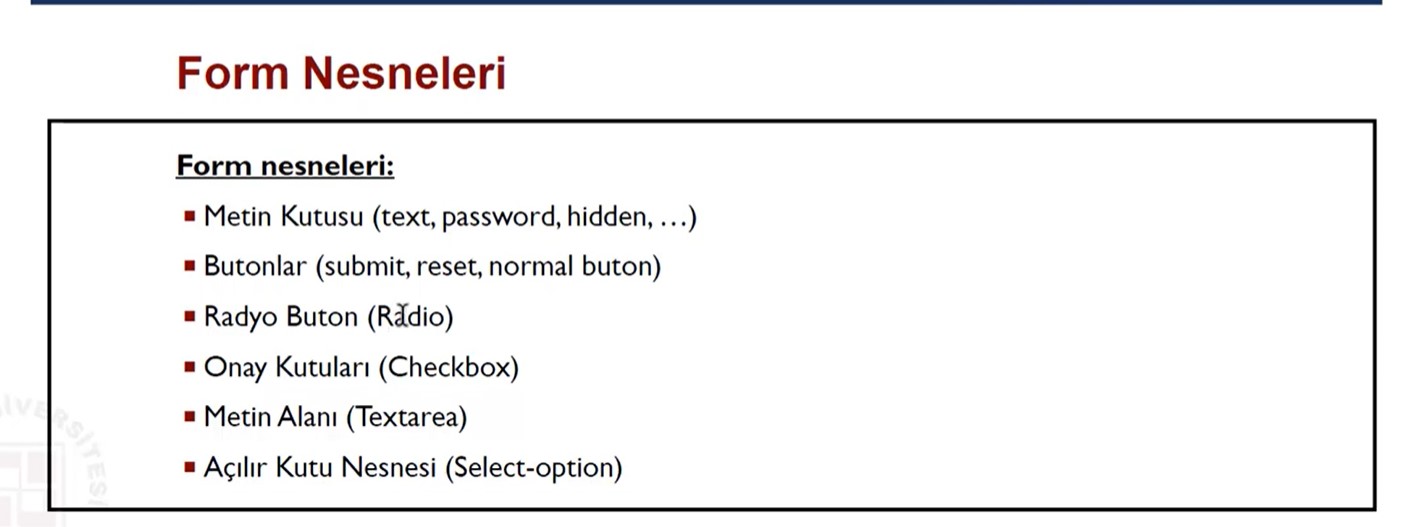 Form Nesneleri
Form nesneleri:
▪ Metin Kutusu (text, password, hidden, …)
▪ Butonlar (submit, reset, normal buton)
▪ Radyo Buton (Radio)
▪ Onay Kutuları (Checkbox)
▪ Metin Alanı (Textarea)
▪ Açılır Kutu Nesnesi (Select-option)